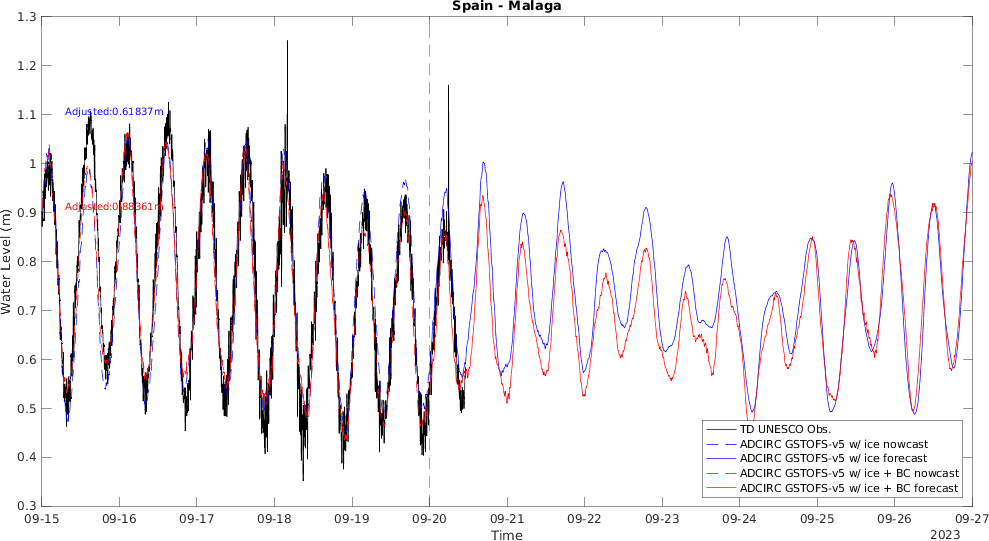 Spain - Malaga
1.3
1.2
1.1
1
0.9
0.8
0.7
0.6
0.5
0.4
0.3
Water Level (m)
Adjusted:0.61837m
Adjusted:0.88361m
TD UNESCO Obs.
ADCIRC GSTOFS-v5 w/ ice nowcast
ADCIRC GSTOFS-v5 w/ ice forecast
ADCIRC GSTOFS-v5 w/ ice + BC nowcast
ADCIRC GSTOFS-v5 w/ ice + BC forecast
09-15 09-16 09-17 09-18 09-19 09-20 09-21 09-22 09-23 09-24 09-25 09-26 09-27
Time
2023